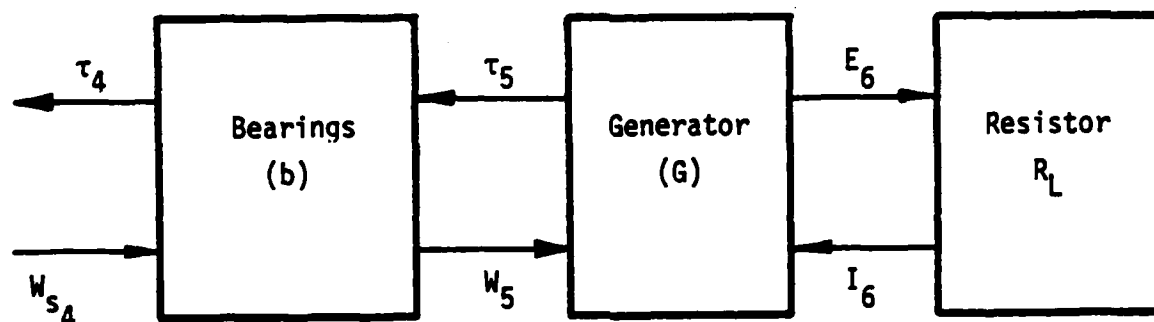 τ4
Bearings
(b)
Ws4
τ5
W5
Generator
(G)
E6
I6
Resistor
RL